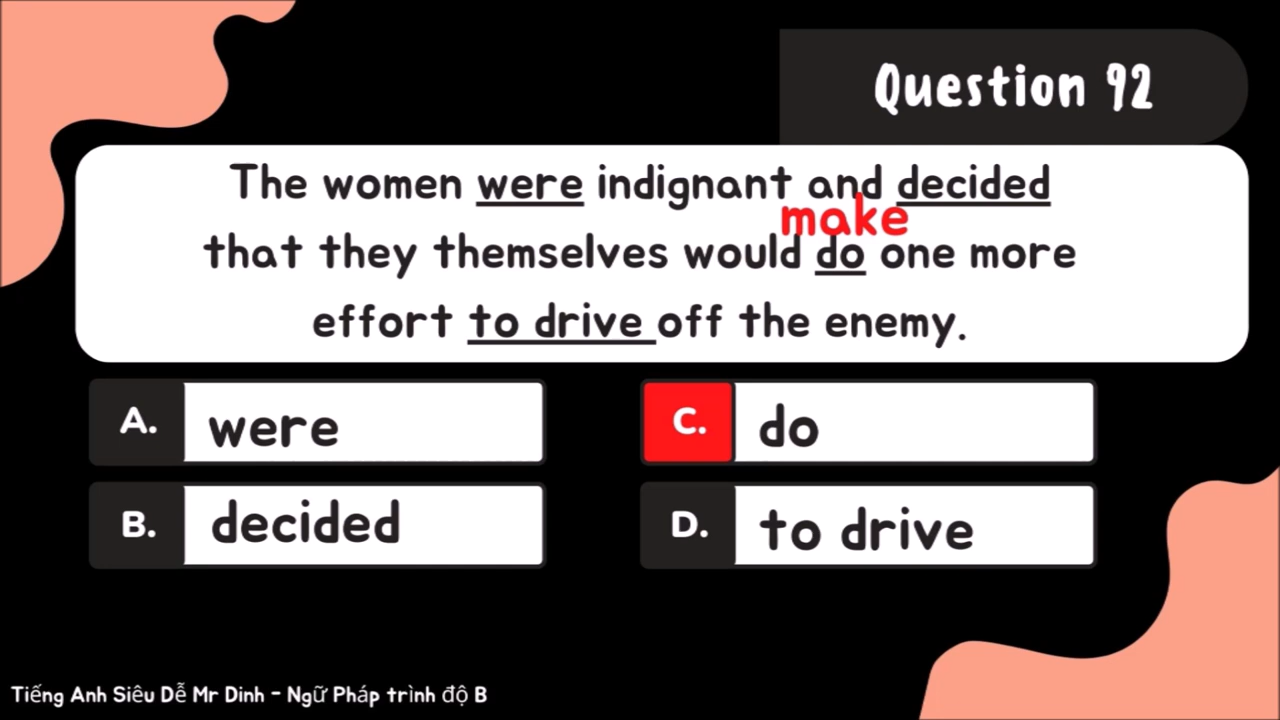 Question 92
The women were indignant and decided
make
that they themselves would do one more
effort to drive off the enemy.
A. were
C. do
B. decided
D. to drive
Tiếng Anh Siêu Dễ Mr Dinh - Ngữ Pháp trình độ B